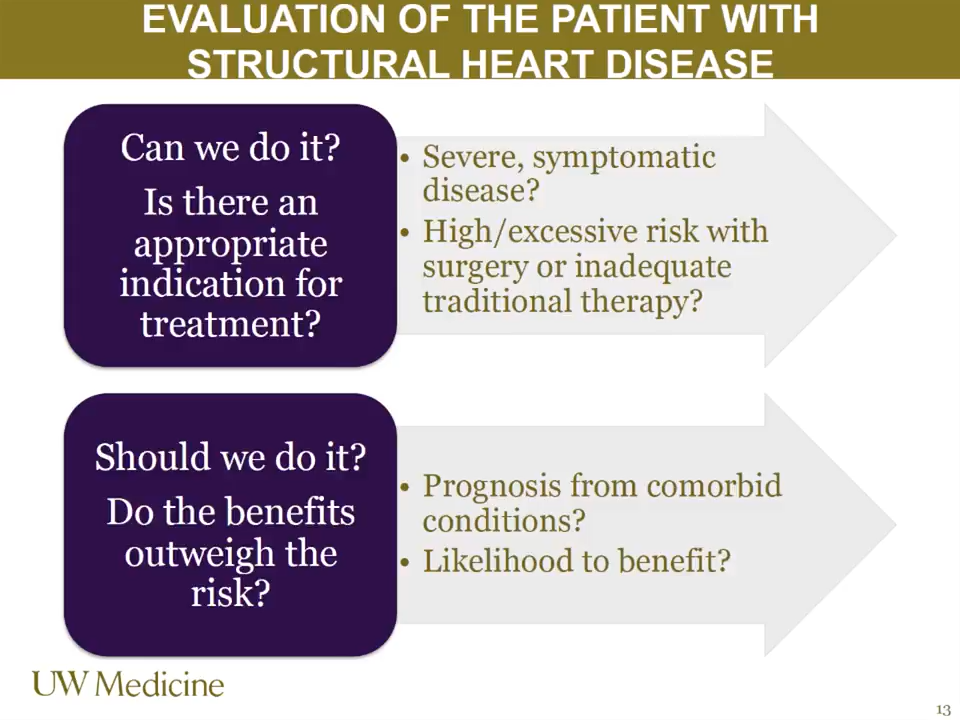 EVALUATION OF THE PATIENT WITH
STRUCTURAL HEART DISEASE
Can we do it?
Is there an
appropriate
indication for
treatment?
• Severe, symptomatic
disease?
• High/excessive risk with
surgery or inadequate
traditional therapy?
Should we do it?
Do the benefits
outweigh the
risk?
• Prognosis from comorbid
conditions?
• Likelihood to benefit?
UW Medicine
13